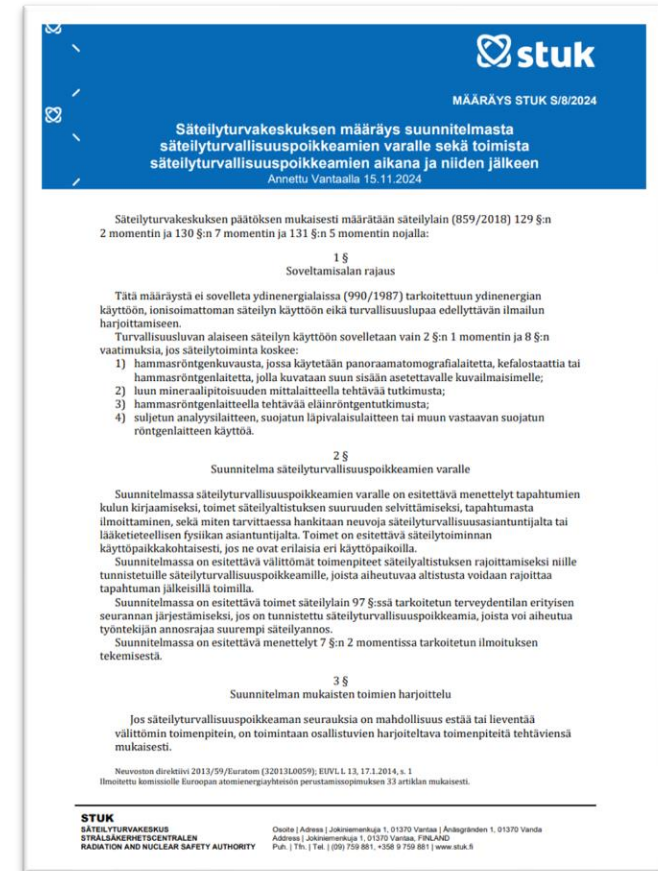 stuk
MÄÄRÄYS STUK S/8/2024
Säteilyturvakeskuksen määräys suunnitelmasta
säteilyturvallisuuspoikkeamien varalle sekä toimista
säteilyturvallisuuspoikkeamien aikana ja niiden jälkeen
Annettu Vantaalla 15.11.2024
Säteilyturvakeskuksen päätöksen mukaisesti määrätään säteilylain (859/2018) 129 §:n
2 momentin ja 130 §:n 7 momentin ja 131 §:n 5 momentin nojalla:
1 §
Soveltamisalan rajaus
Tätä määräystä ei sovelleta ydinenergialaissa (990/1987) tarkoitettuun ydinenergian
käyttöön, ionisoimattoman säteilyn käyttöön eikä turvallisuuslupaa edellyttävän ilmailun
harjoittamiseen.
Turvallisuusluvan alaiseen säteilyn käyttöön sovelletaan vain 2 §:n 1 momentin ja 8 §:n
vaatimuksia, jos säteilytoiminta koskee:
1) hammasröntgenkuvausta, jossa käytetään panoraamatomografialaitetta, kefalostaattia tai
hammasröntgenlaitetta, jolla kuvataan suun sisään asetettavalle kuvailmaisimelle;
2) luun mineraalipitoisuuden mittalaitteella tehtävää tutkimusta;
3) hammasröntgenlaitteella tehtävää eläinröntgentutkimusta;
4) suljetun analyysilaitteen, suojatun läpivalaisulaitteen tai muun vastaavan suojatun
röntgenlaitteen käyttöä.
2 §
Suunnitelma säteilyturvallisuuspoikkeamien varalle
Suunnitelmassa säteilyturvallisuuspoikkeamien varalle on esitettävä menettelyt tapahtumien
kulun kirjaamiseksi, toimet säteilyaltistuksen suuruuden selvittämiseksi, tapahtumasta
ilmoittaminen, sekä miten tarvittaessa hankitaan neuvoja säteilyturvallisuusasiantuntijalta tai
lääketieteellisen fysiikan asiantuntijalta. Toimet on esitettävä säteilytoiminnan
käyttöpaikkakohtaisesti, jos ne ovat erilaisia eri käyttöpaikoilla.
Suunnitelmassa on esitettävä välittömät toimenpiteet säteilyaltistuksen rajoittamiseksi niille
tunnistetuille säteilyturvallisuuspoikkeamille, joista aiheutuvaa altistusta voidaan rajoittaa
tapahtuman jälkeisillä toimilla.
Suunnitelmassa on esitettävä toimet säteilylain 97 §:ssä tarkoitetun terveydentilan erityisen
seurannan järjestämiseksi, jos on tunnistettu säteilyturvallisuuspoikkeamia, joista voi aiheutua
työntekijän annosrajaa suurempi säteilyannos.
Suunnitelmassa on esitettävä menettelyt 7 §:n 2 momentissa tarkoitetun ilmoituksen
tekemisestä.
3 §
Suunnitelman mukaisten toimien harjoittelu
Jos säteilyturvallisuuspoikkeaman seurauksia on mahdollisuus estää tai lieventää
välittömin toimenpitein, on toimintaan osallistuvien harjoiteltava toimenpiteitä tehtäviensä
mukaisesti.
Neuvoston direktiivi 2013/59/Euratom (32013L0059); EUVL L 13, 17.1.2014, s. 1
Ilmoitettu komissiolle Euroopan atomienergiayhteisön perustamissopimuksen 33 artiklan mukaisesti.
STUK
SÄTEILYTURVAKESKUS
STRÅLSÄKERHETSCENTRALEN
RADIATION AND NUCLEAR SAFETY AUTHORITY
Osoite | Adress | Jokiniemenkuja 1, 01370 Vantaa | Ånäsgränden 1, 01370 Vanda
Address | Jokiniemenkuja 1, 01370 Vantaa, FINLAND
Puh. | Tfn. | Tel. | (09) 759 881, +358 9 759 881 | www.stuk.fi